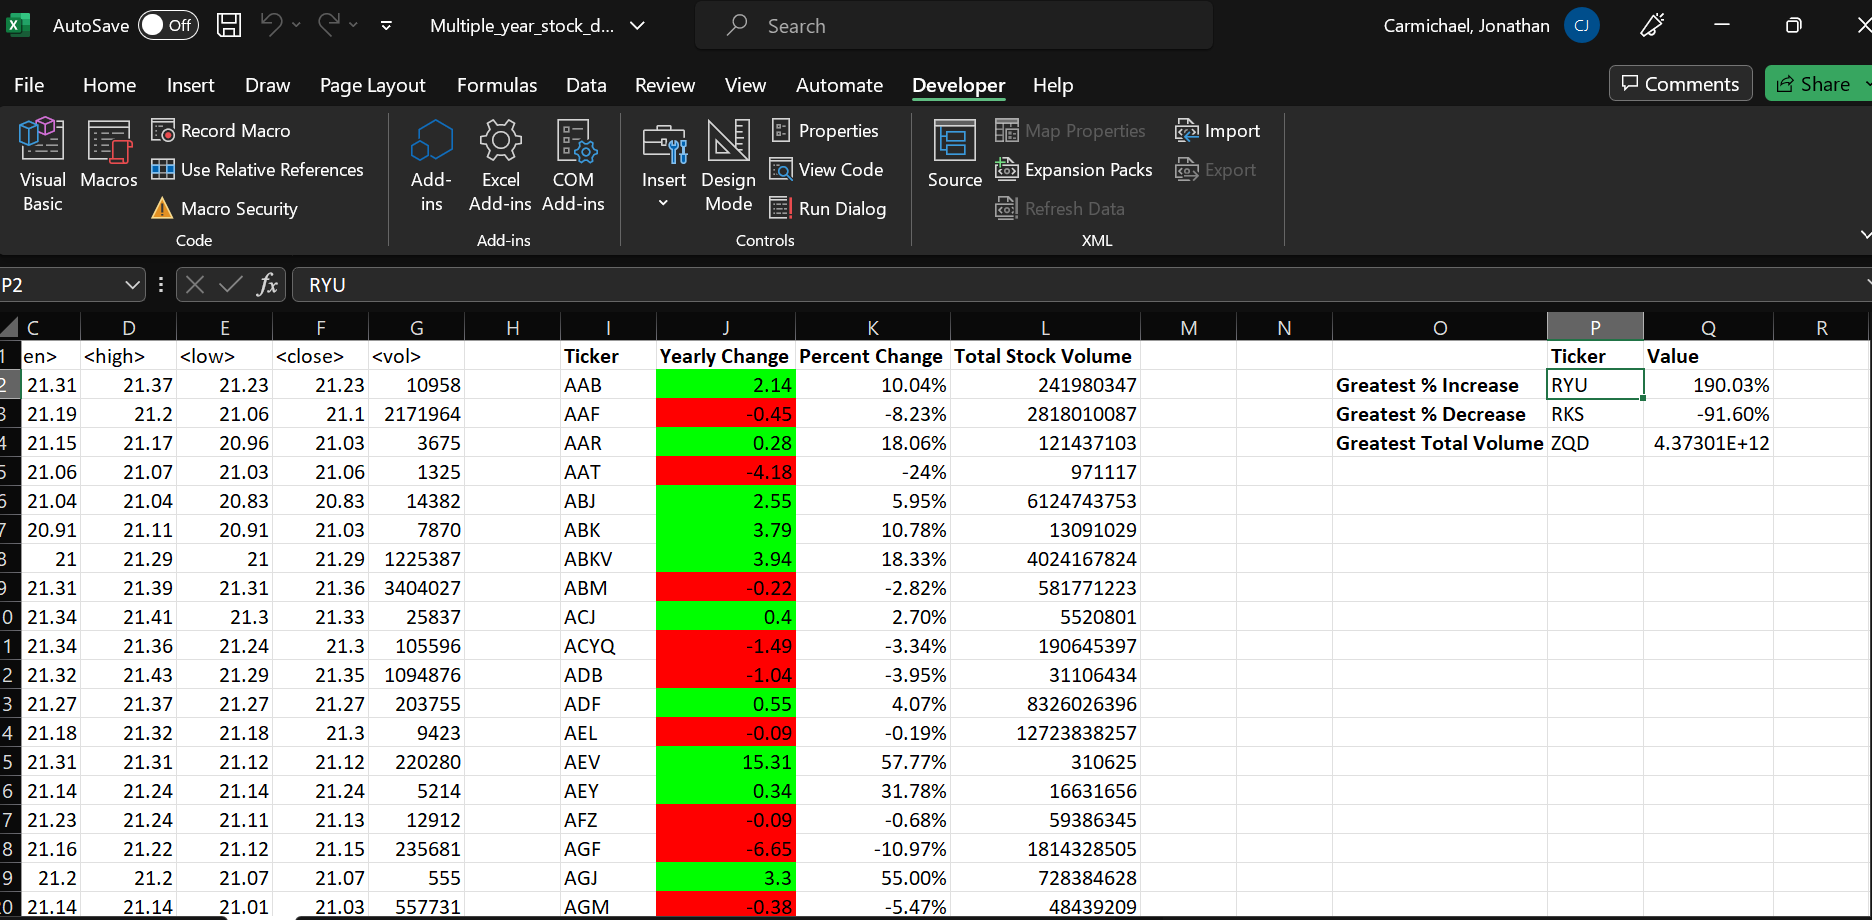 AutoSave Off Multiple_year_stock_d... Search Carmichael, Jonathan CJ
File Home Insert Draw Page Layout Formulas Data Review View Automate Developer Help Comments Share
Visual Basic
Macros
Record Macro
Use Relative References
Macro Security
Code
Add-ins
Excel Add-ins
COM Add-ins
Add-ins
Insert
Design Mode
Properties
View Code
Run Dialog
Controls
Source
Map Properties
Expansion Packs
Refresh Data
Import
Export
XML
P2 fx RYU
C D E F G H I J K L M N O P Q R
1 en> <high> <low> <close> <vol> Ticker Yearly Change Percent Change Total Stock Volume Ticker Value
2 21.31 21.37 21.23 21.23 10958 AAB 2.14 10.04% 241980347 Greatest % Increase RYU 190.03%
3 21.19 21.2 21.06 21.1 2171964 AAF -0.45 -8.23% 2818010087 Greatest % Decrease RKS -91.60%
4 21.15 21.17 20.96 21.03 3675 AAR 0.28 18.06% 121437103 Greatest Total Volume ZQD 4.37301E+12
5 21.06 21.07 21.03 21.06 1325 AAT -4.18 -24% 971117
6 21.04 21.04 20.83 20.83 14382 ABJ 2.55 5.95% 6124743753
7 20.91 21.11 20.91 21.03 7870 ABK 3.79 10.78% 13091029
8 21 21.29 21 21.29 1225387 ABKV 3.94 18.33% 4024167824
9 21.31 21.39 21.31 21.36 3404027 ABM -0.22 -2.82% 581771223
0 21.34 21.41 21.3 21.33 25837 ACJ 0.4 2.70% 5520801
1 21.34 21.36 21.24 21.3 105596 ACYQ -1.49 -3.34% 190645397
2 21.32 21.43 21.29 21.35 1094876 ADB -1.04 -3.95% 31106434
3 21.27 21.37 21.27 21.27 203755 ADF 0.55 4.07% 8326026396
4 21.18 21.32 21.18 21.3 9423 AEL -0.09 -0.19% 12723838257
5 21.31 21.31 21.12 21.12 220280 AEV 15.31 57.77% 310625
6 21.14 21.24 21.14 21.24 5214 AEY 0.34 31.78% 16631656
7 21.23 21.24 21.11 21.13 12912 AFZ -0.09 -0.68% 59386345
8 21.16 21.22 21.12 21.15 235681 AGF -6.65 -10.97% 1814328505
9 21.2 21.2 21.07 21.07 555 AGJ 3.3 55.00% 728384628
0 21.14 21.14 21.01 21.03 557731 AGM -0.38 -5.47% 48439209